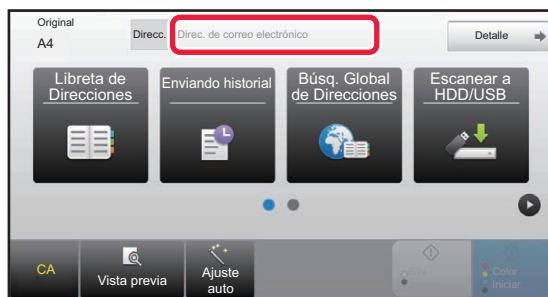 Original
A4
Direcc.
Direc. de correo electrónico
Detalle
Libreta de
Direcciones
Enviando historial
Búsq. Global
de Direcciones
Escanear a
HDD/USB
CA
Vista previa
Ajuste
auto
Color
Iniciar